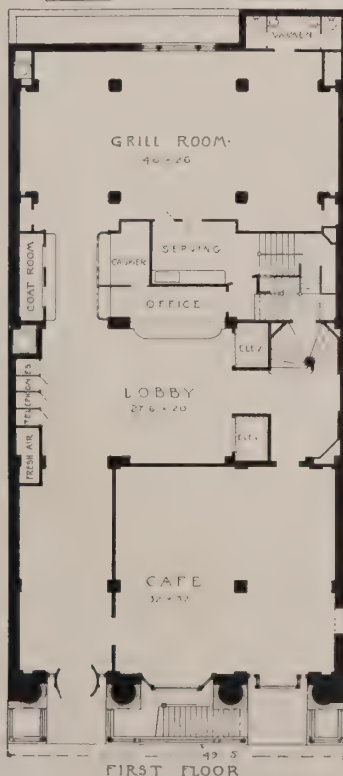 WOMEN
GRILL ROOM.
46 × 26
COAT ROOM
CASHIER
SERVING
OFFICE
ELEV.
TELEPHONES
LOBBY
27.6 × 20
FRESH AIR
ELEV.
CAFE
32 × 32
49 5
FIRST FLOOR